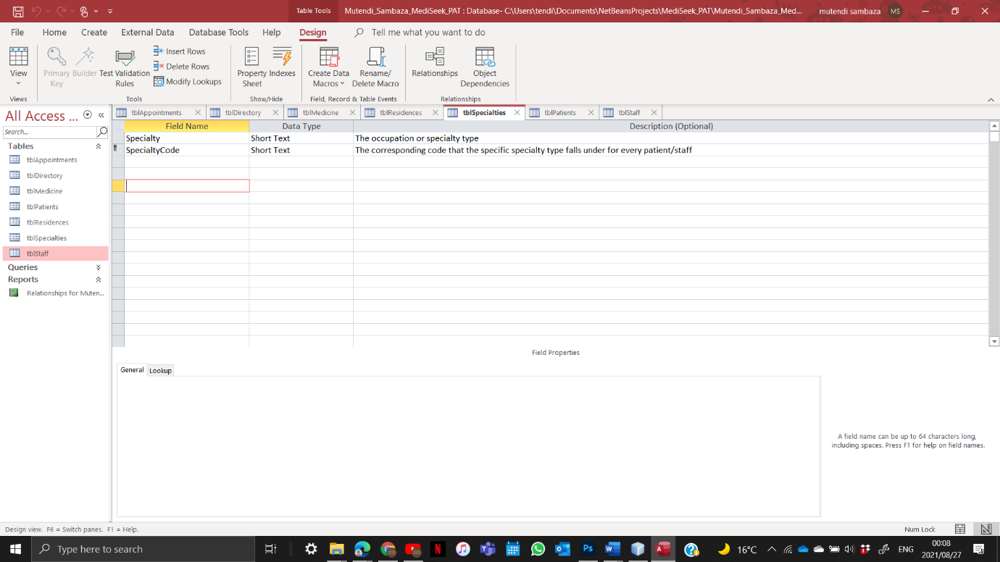 Table Tools
Mutendi_Sambaza_MediSeek_PAT : Database- C:\Users\tendi\Documents\NetBeansProjects\MediSeek_PAT\Mutendi_Sambaza_Med...
mutendi sambaza
MS
File Home Create External Data Database Tools Help Design Tell me what you want to do
View
Primary Key
Builder
Test Validation Rules
Insert Rows
Delete Rows
Modify Lookups
Property Sheet
Indexes
Create Data Macros
Rename/ Delete Macro
Relationships
Object Dependencies
Views Tools Show/Hide Field, Record & Table Events Relationships
All Access ...
Search...
Tables
tblAppointments
tblDirectory
tblMedicine
tblPatients
tblResidences
tblSpecialties
tblStaff
Queries
Reports
Relationships for Muten...
tblAppointments tblDirectory tblMedicine tblResidences tblSpecialties tblPatients tblStaff
Field Name Data Type Description (Optional)
Specialty Short Text The occupation or specialty type
SpecialtyCode Short Text The corresponding code that the specific specialty type falls under for every patient/staff
Field Properties
General Lookup
A field name can be up to 64 characters long,
including spaces. Press F1 for help on field names.
Design view. F6 = Switch panes. F1 = Help.
Num Lock
Type here to search
16°C
ENG
00:08
2021/08/27